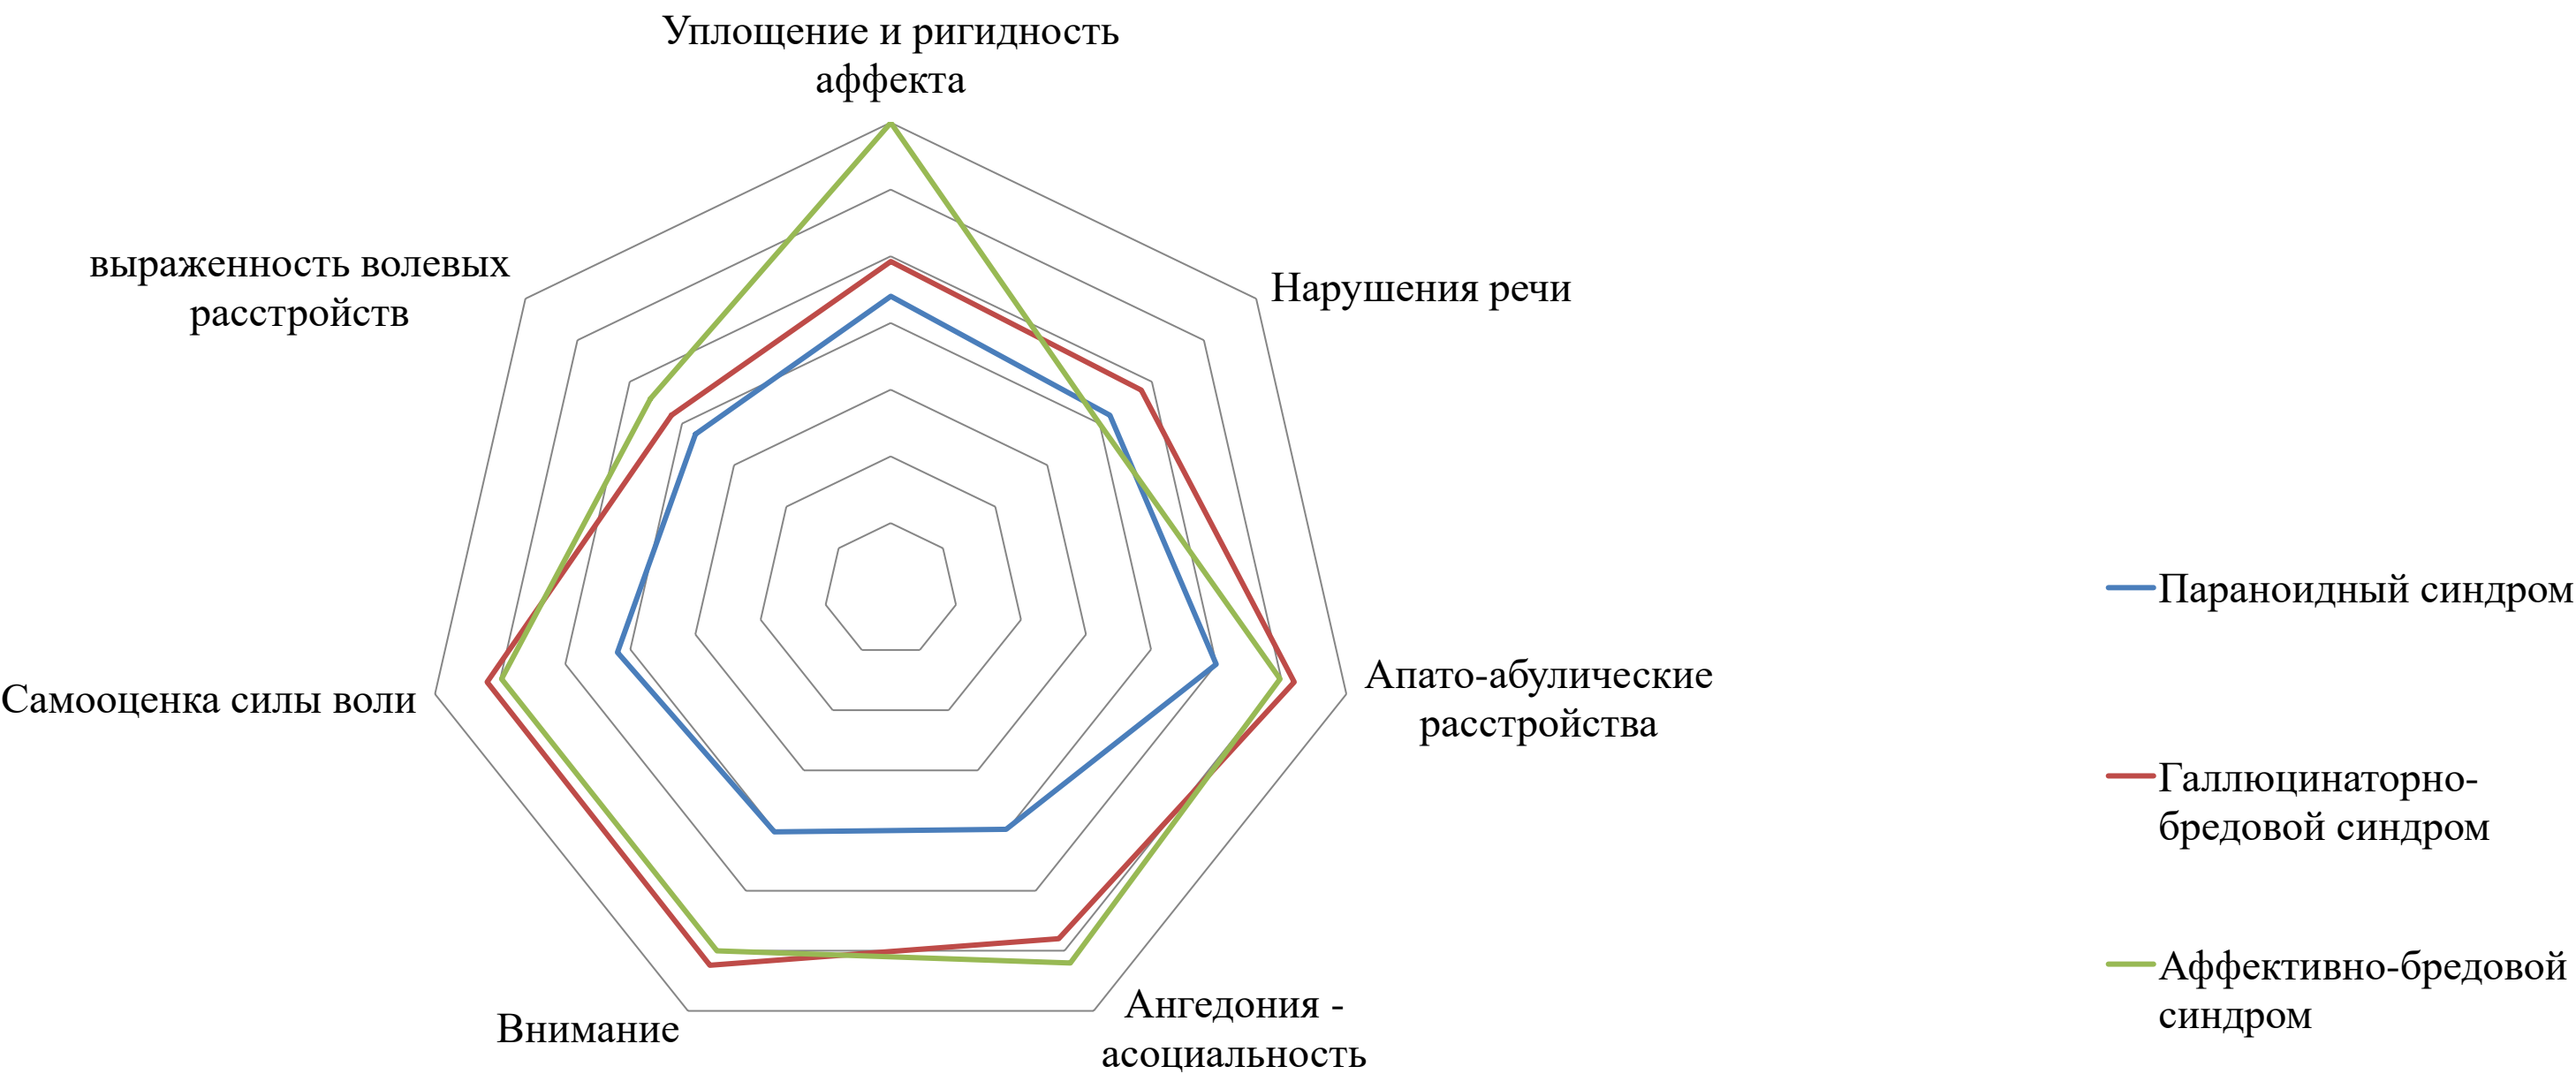 Уплощение и ригидность
аффекта
Нарушения речи
Апато-абулические
расстройства
Ангедония -
асоциальность
Внимание
Самооценка силы воли
выраженность волевых
расстройств
Параноидный синдром
Галлюцинаторно-
бредовой синдром
Аффективно-бредовой
синдром